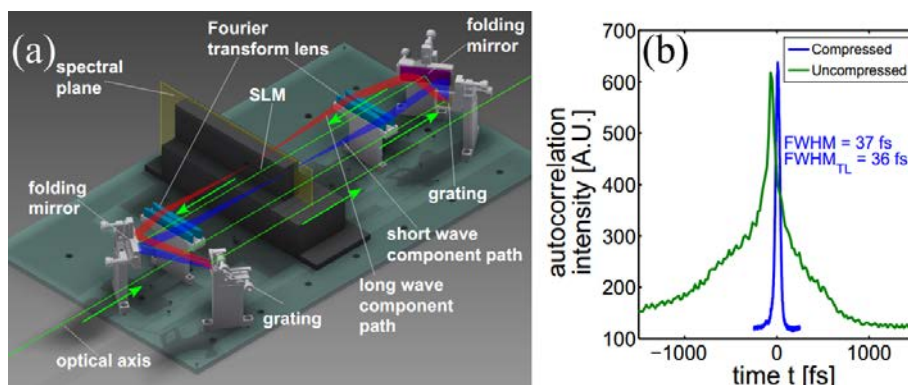 (a)
Fourier
transform lens
folding
mirror
spectral
plane
SLM
folding
mirror
grating
short wave
component path
long wave
component path
grating
optical axis
(b)
700
600
500
400
300
200
100
autocorrelation
intensity [A.U.]
Compressed
Uncompressed
FWHM = 37 fs
FWHM_TL = 36 fs
−1000
0
1000
time t [fs]